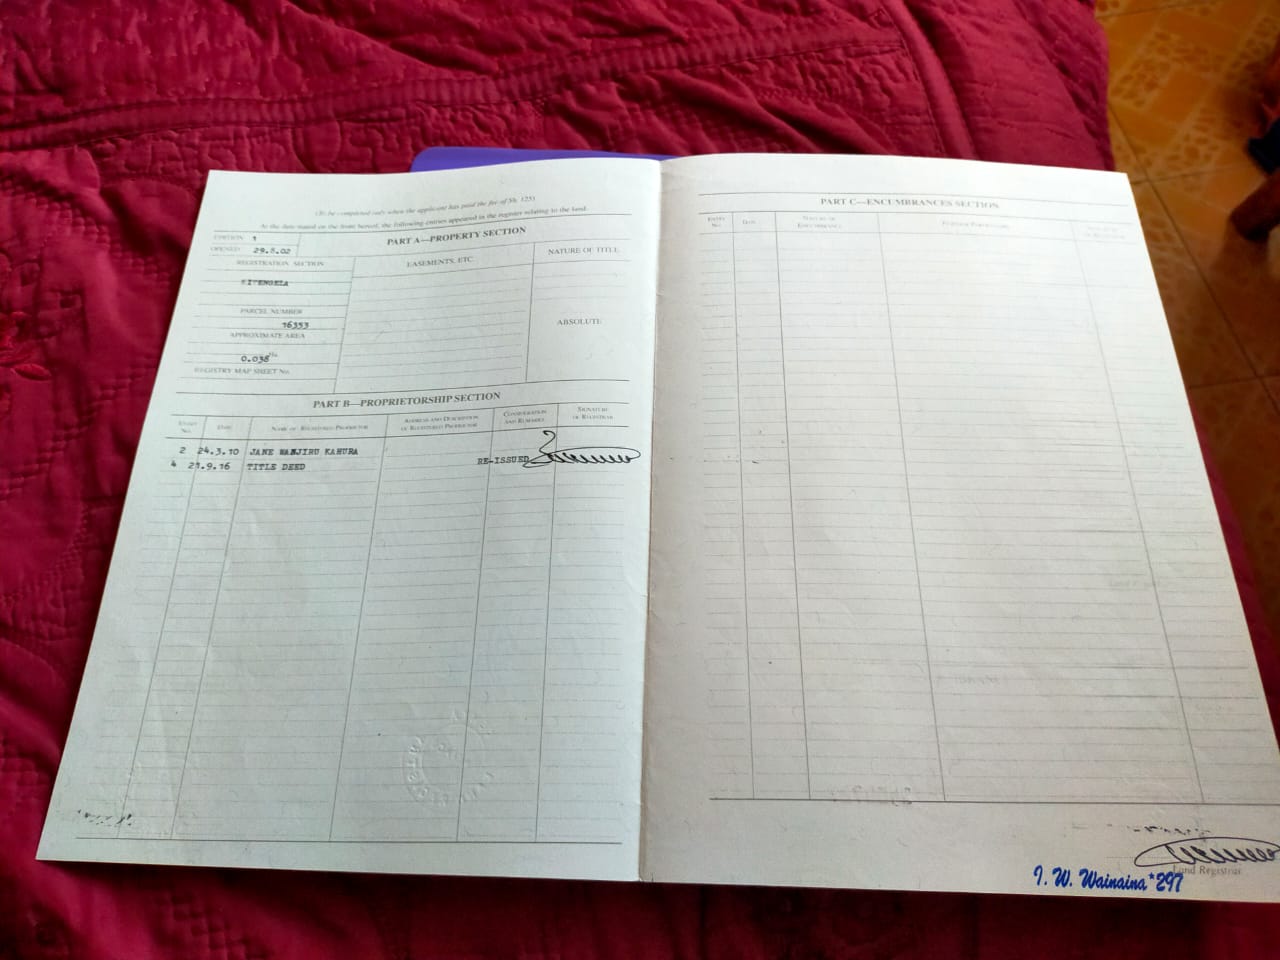 (To be completed only when the applicant has paid the fee of Sh. 125)
At the date stated on the front hereof, the following entries appeared in the register relating to the land.
EDITION 1
OPENED 29.8.02
PART A—PROPERTY SECTION
REGISTRATION SECTION
KITENGELA
PARCEL NUMBER
16353
APPROXIMATE AREA
0.038 Ha
REGISTRY MAP SHEET No.
EASEMENTS, ETC.
NATURE OF TITLE
ABSOLUTE
PART B—PROPRIETORSHIP SECTION
ENTRY No. DATE NAME OF REGISTERED PROPRIETOR ADDRESS AND DESCRIPTION OF REGISTERED PROPRIETOR CONSIDERATION AND REMARKS SIGNATURE OF REGISTRAR
2 24.3.10 JANE WANJIRU KAHURA
4 21.9.16 TITLE DEED RE-ISSUED
PART C—ENCUMBRANCES SECTION
ENTRY No. DATE NATURE OF ENCUMBRANCE FURTHER PARTICULARS SIGNATURE OF REGISTRAR
Land Registrar
I. W. Wainaina *297